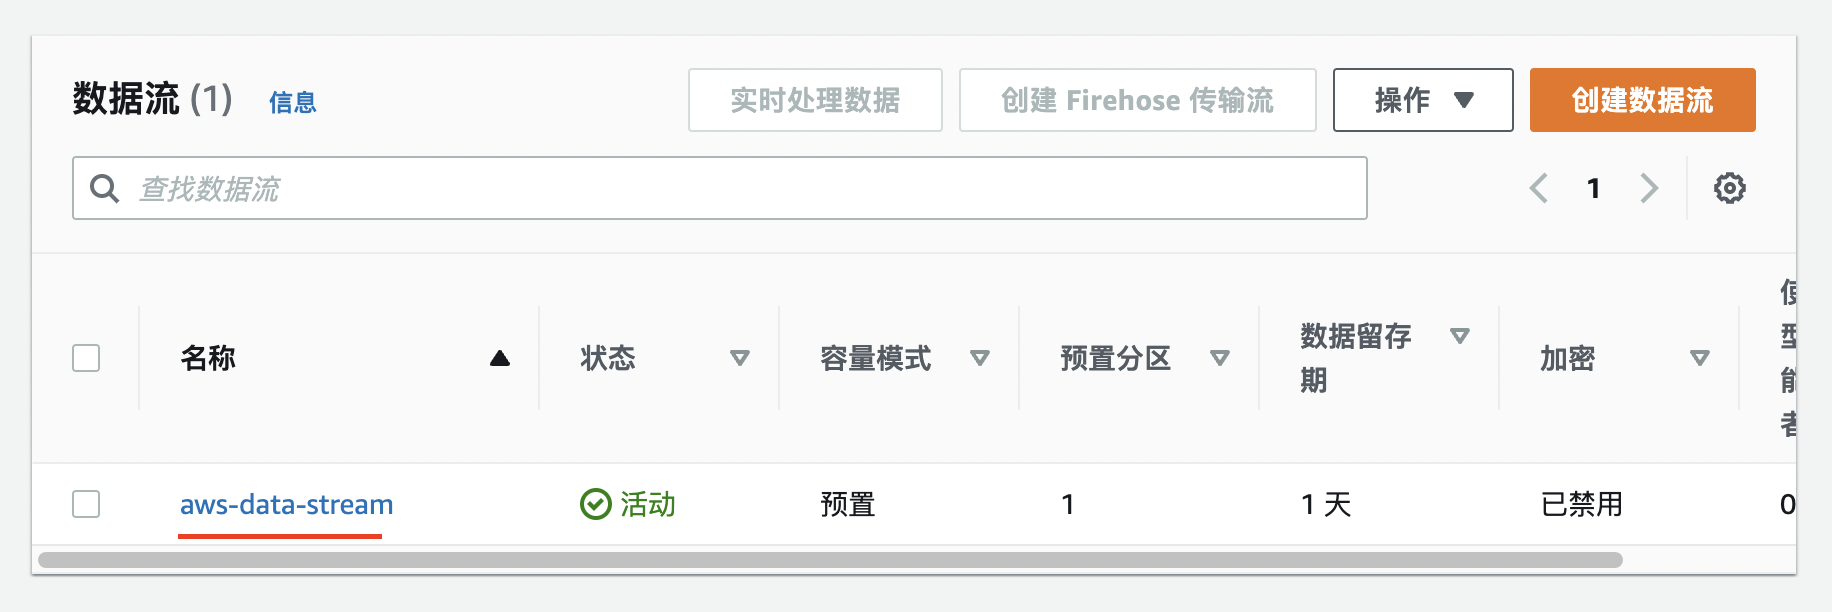 数据流 (1) 信息 实时处理数据 创建 Firehose 传输流 操作 创建数据流
查找数据流 1
名称 状态 容量模式 预置分区 数据留存期 加密
aws-data-stream 活动 预置 1 1 天 已禁用 0